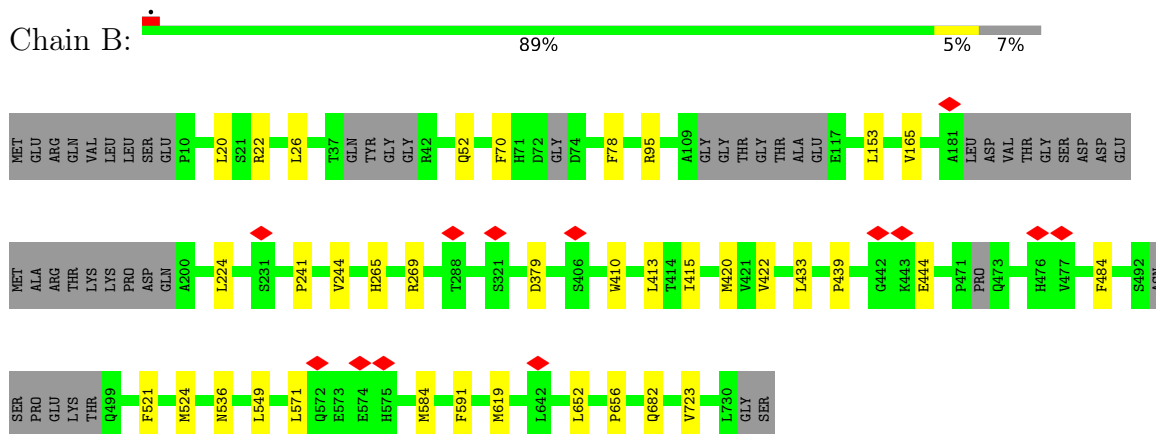 Chain B:
89% 5% 7%
MET GLU ARG GLN VAL LEU LEU SER GLU P10 L20 S21 R22 L26 T37 GLN TYR GLY GLY R42 Q52 F70 H71 D72 GLY D74 F78 R95 A109 GLY GLY THR GLY THR ALA GLU E117 L153 V165 A181 LEU ASP VAL THR GLY SER ASP ASP GLU
MET ALA ARG THR LYS LYS PRO ASP GLN A200 L224 S231 P241 V244 H265 R269 T288 S321 D379 S406 W410 L413 T414 I415 M420 V421 V422 L433 P439 G442 K443 E444 P471 PRO Q473 H476 V477 F484 S492
SER PRO GLU LYS THR Q499 F521 M524 N536 L549 L571 Q572 E573 E574 H575 M584 F591 M619 L642 L652 P656 Q682 V723 L730 GLY SER